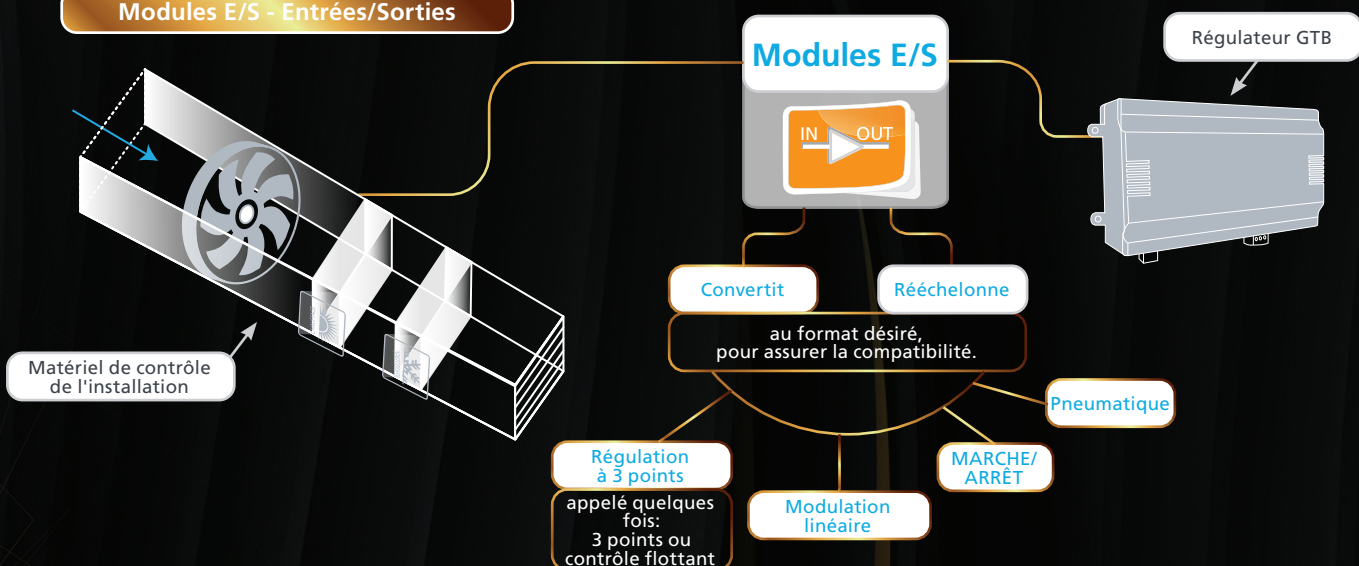 Modules E/S - Entrées/Sorties
Modules E/S
Régulateur GTB
IN
OUT
Convertit
Rééchelonne
au format désiré,
pour assurer la compatibilité.
Matériel de contrôle
de l'installation
Pneumatique
Régulation
à 3 points
MARCHE/
ARRÊT
appelé quelques
fois:
3 points ou
contrôle flottant
Modulation
linéaire